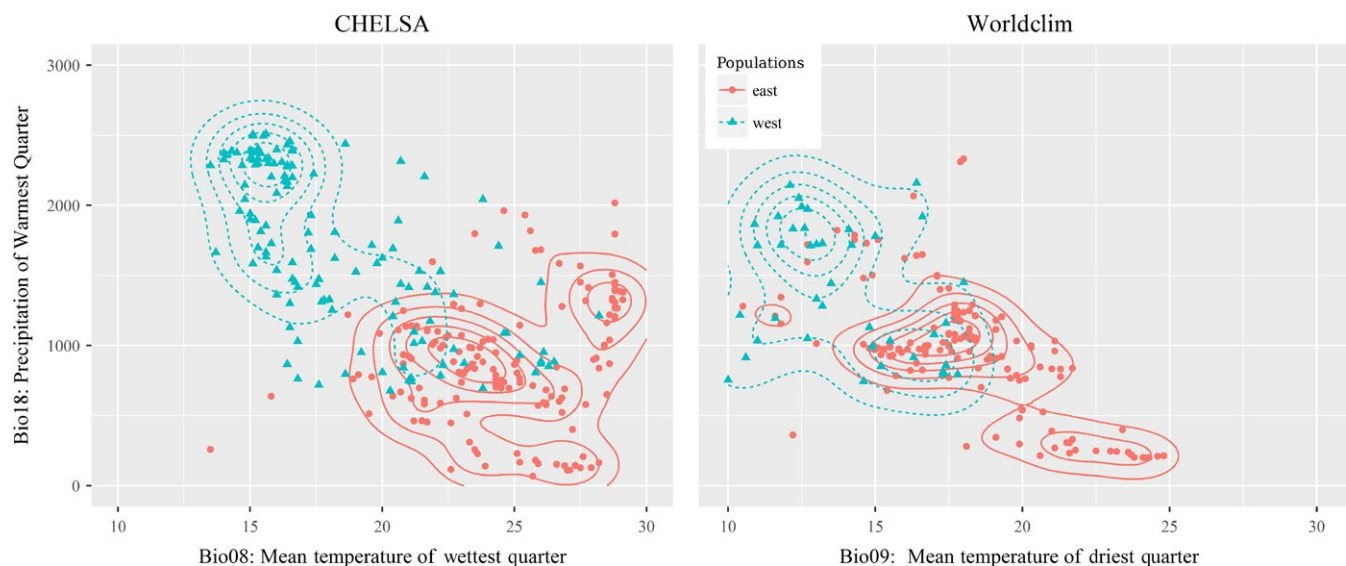 CHELSA
Worldclim
Bio18: Precipitation of Warmest Quarter
3000
2000
1000
0
Populations
east
west
10 15 20 25 30
10 15 20 25 30
Bio08: Mean temperature of wettest quarter
Bio09: Mean temperature of driest quarter